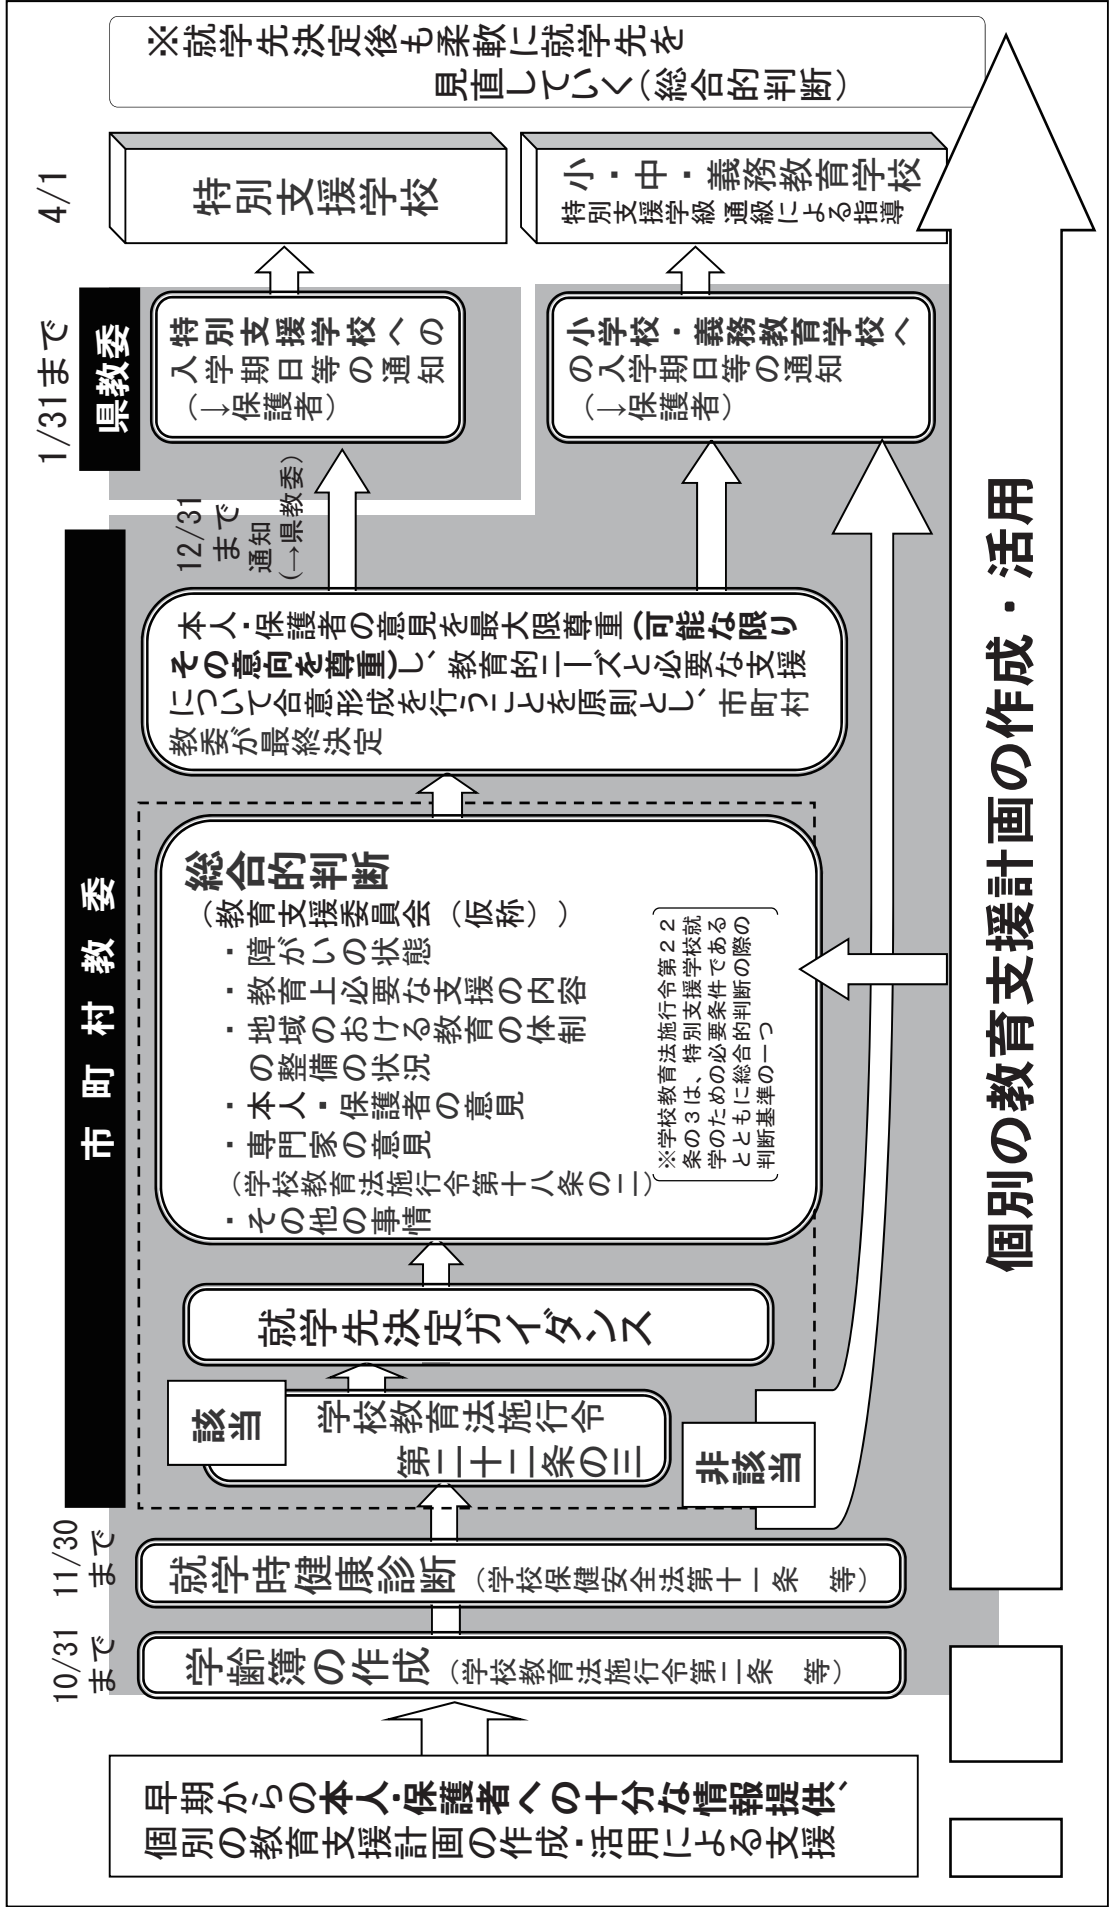 早期からの本人・保護者への十分な情報提供、
個別の教育支援計画の作成・活用による支援
10/31
まで
学齢簿の作成（学校教育法施行令第二条　等）
11/30
まで
就学時健康診断（学校保健安全法第十一条　等）
市町村教委
該当
学校教育法施行令
第二十二条の三
非該当
就学先決定ガイダンス
総合的判断
（教育支援委員会（仮称））
・障がいの状態
・教育上必要な支援の内容
・地域のおける教育の体制
の整備の状況
・本人・保護者の意見
・専門家の意見
（学校教育法施行令第十八条の二）
・その他の事情
※学校教育法施行令第２２
条の３は、特別支援学校就
学のための必要条件である
とともに総合的判断の際の
判断基準の一つ
本人・保護者の意見を最大限尊重（可能な限り
その意向を尊重）し、教育的ニーズと必要な支援
について合意形成を行うことを原則とし、市町村
教委が最終決定
12/31
まで
通知
（→県教委）
1/31まで
県教委
特別支援学校への
入学期日等の通知
（→保護者）
小学校・義務教育学校へ
の入学期日等の通知
（→保護者）
4/1
特別支援学校
小・中・義務教育学校
特別支援学級 通級による指導
※就学先決定後も柔軟に就学先を
見直していく（総合的判断）
個別の教育支援計画の作成・活用